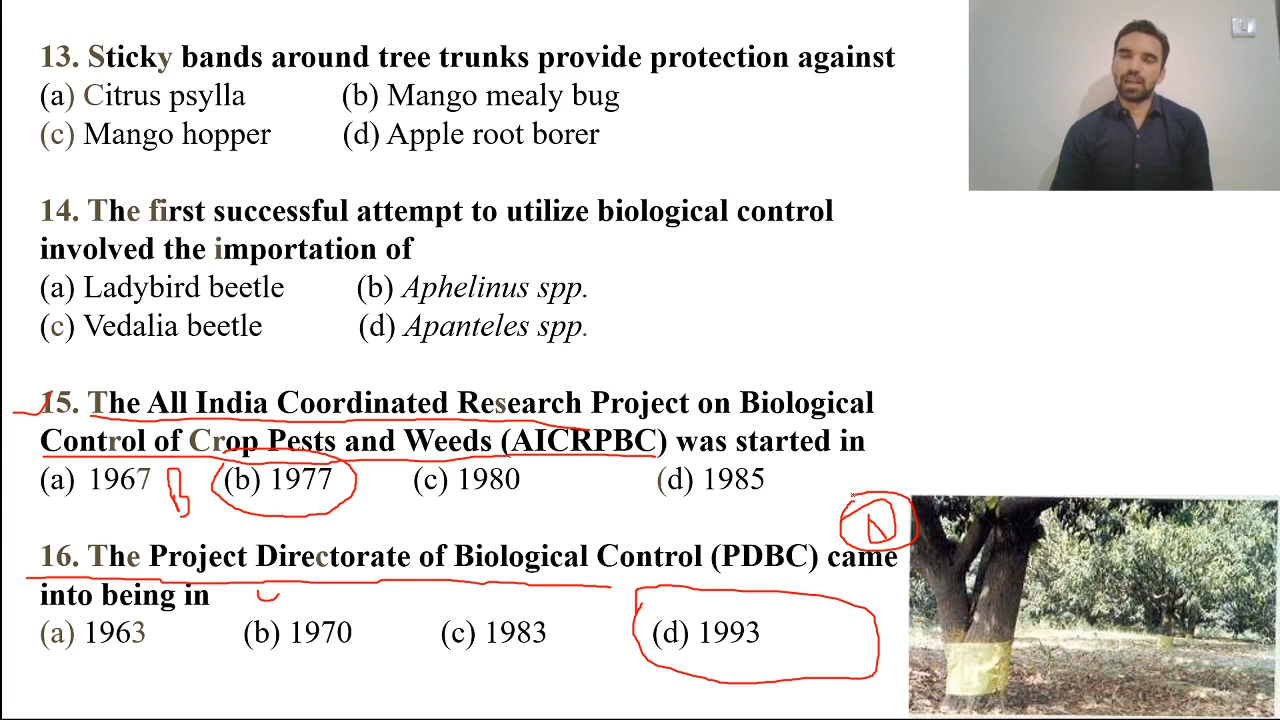 13. Sticky bands around tree trunks provide protection against
(a) Citrus psylla (b) Mango mealy bug
(c) Mango hopper (d) Apple root borer
14. The first successful attempt to utilize biological control
involved the importation of
(a) Ladybird beetle (b) Aphelinus spp.
(c) Vedalia beetle (d) Apanteles spp.
15. The All India Coordinated Research Project on Biological
Control of Crop Pests and Weeds (AICRPBC) was started in
(a) 1967 (b) 1977 (c) 1980 (d) 1985
16. The Project Directorate of Biological Control (PDBC) came
into being in
(a) 1963 (b) 1970 (c) 1983 (d) 1993